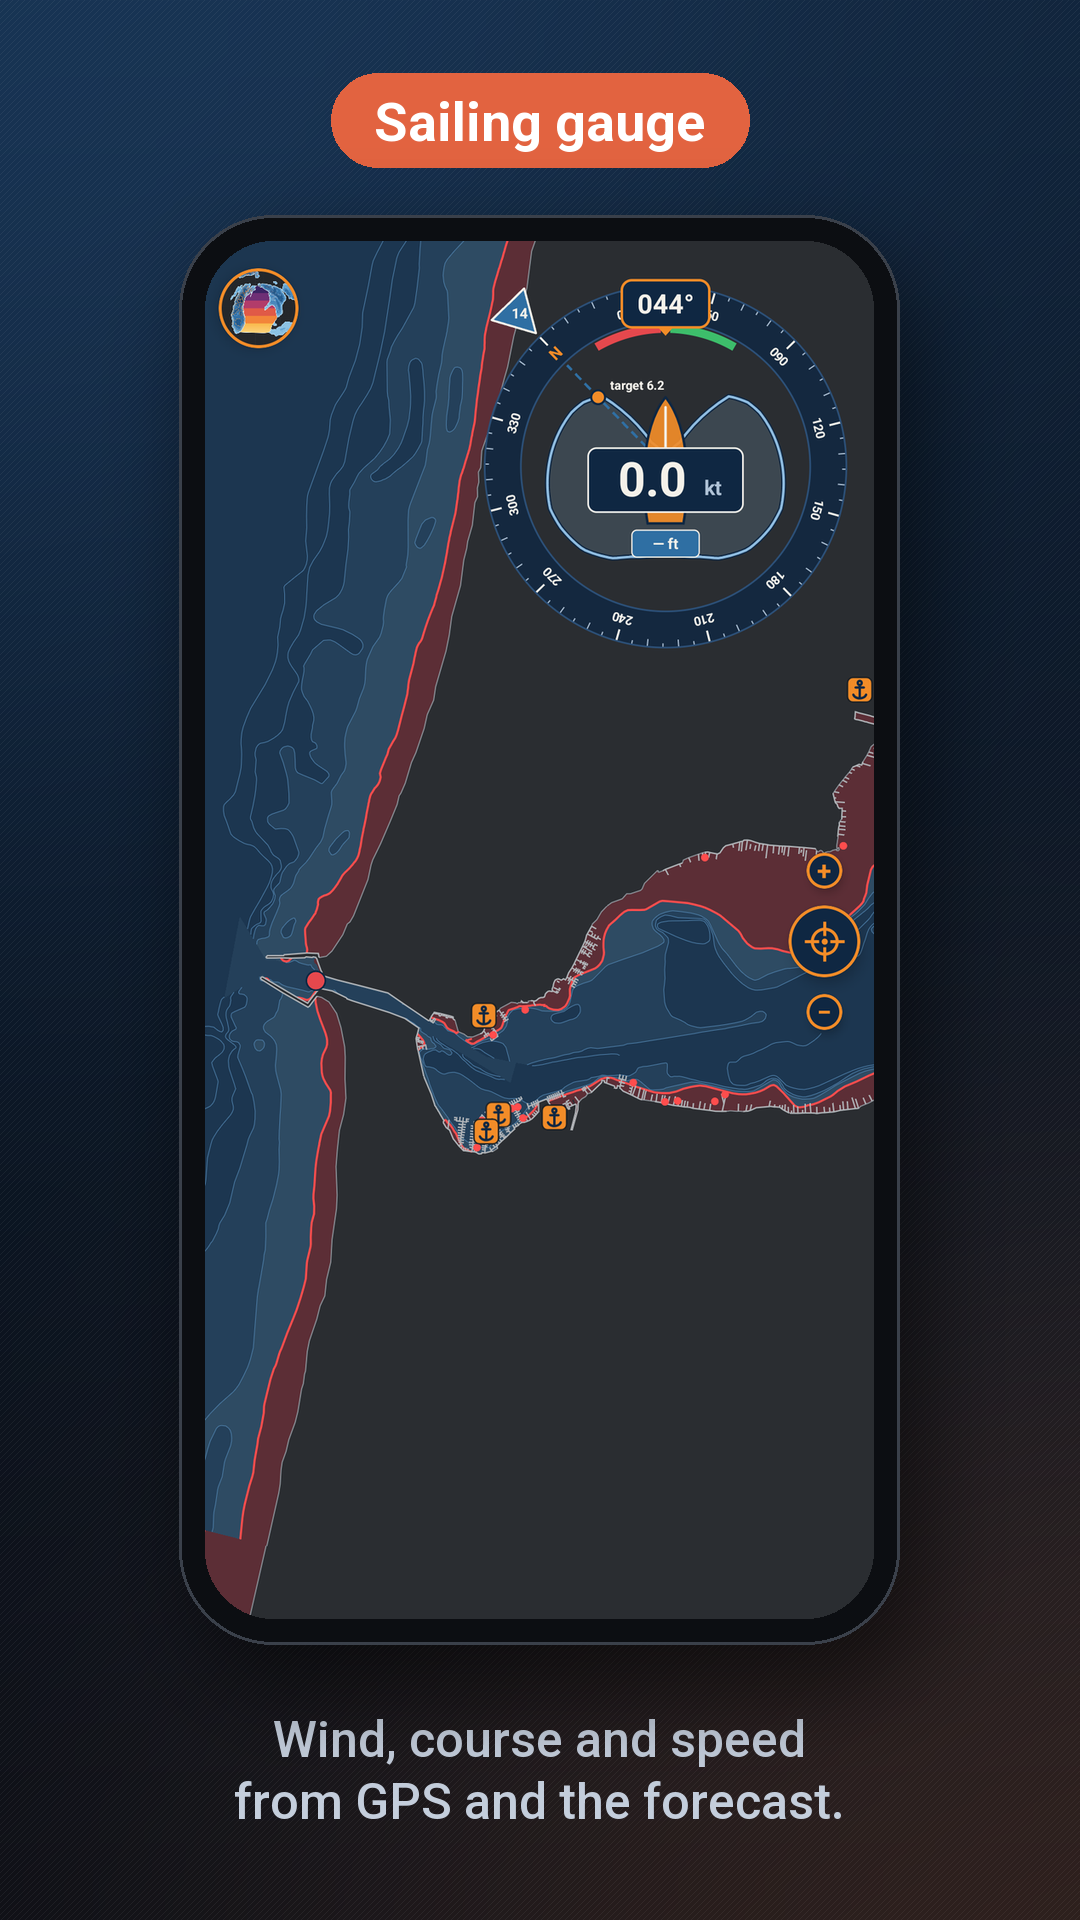 Sailing gauge
044°
14
N
060
target 6.2
330
120
0.0 kt
300
150
– ft
270
180
240
210
Wind, course and speed
from GPS and the forecast.